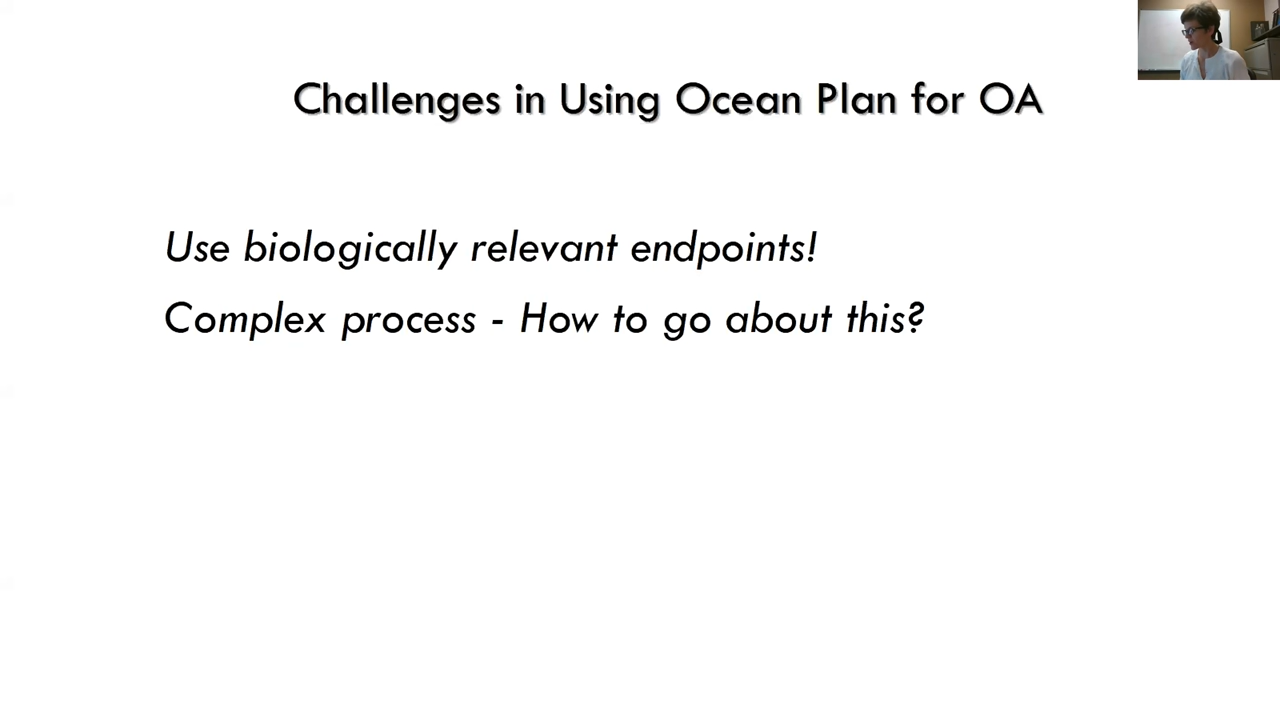 Challenges in Using Ocean Plan for OA
Use biologically relevant endpoints!
Complex process - How to go about this?